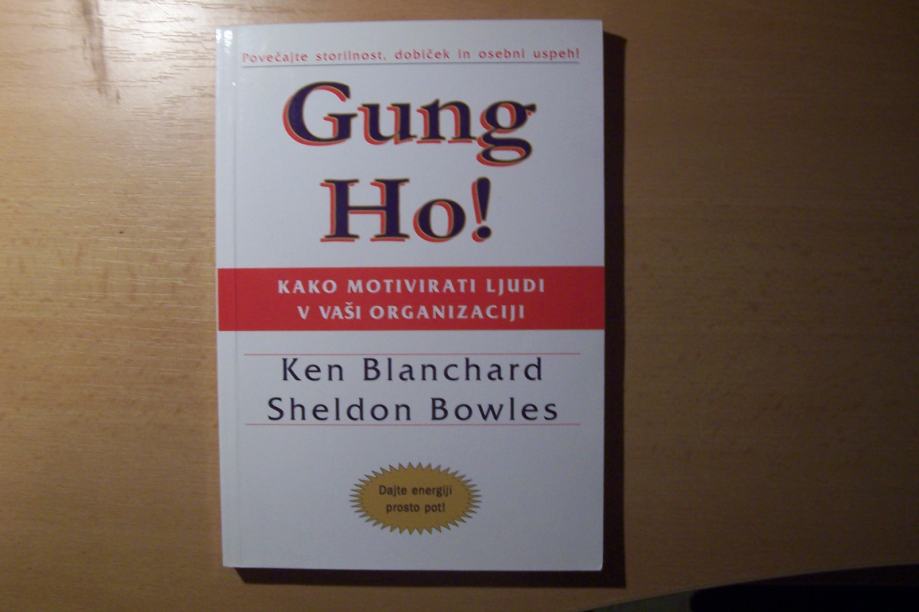 Povečajte storilnost, dobiček in osebni uspeh!
Gung
Ho!
KAKO MOTIVIRATI LJUDI
V VAŠI ORGANIZACIJI
Ken Blanchard
Sheldon Bowles
Dajte energiji
prosto pot!